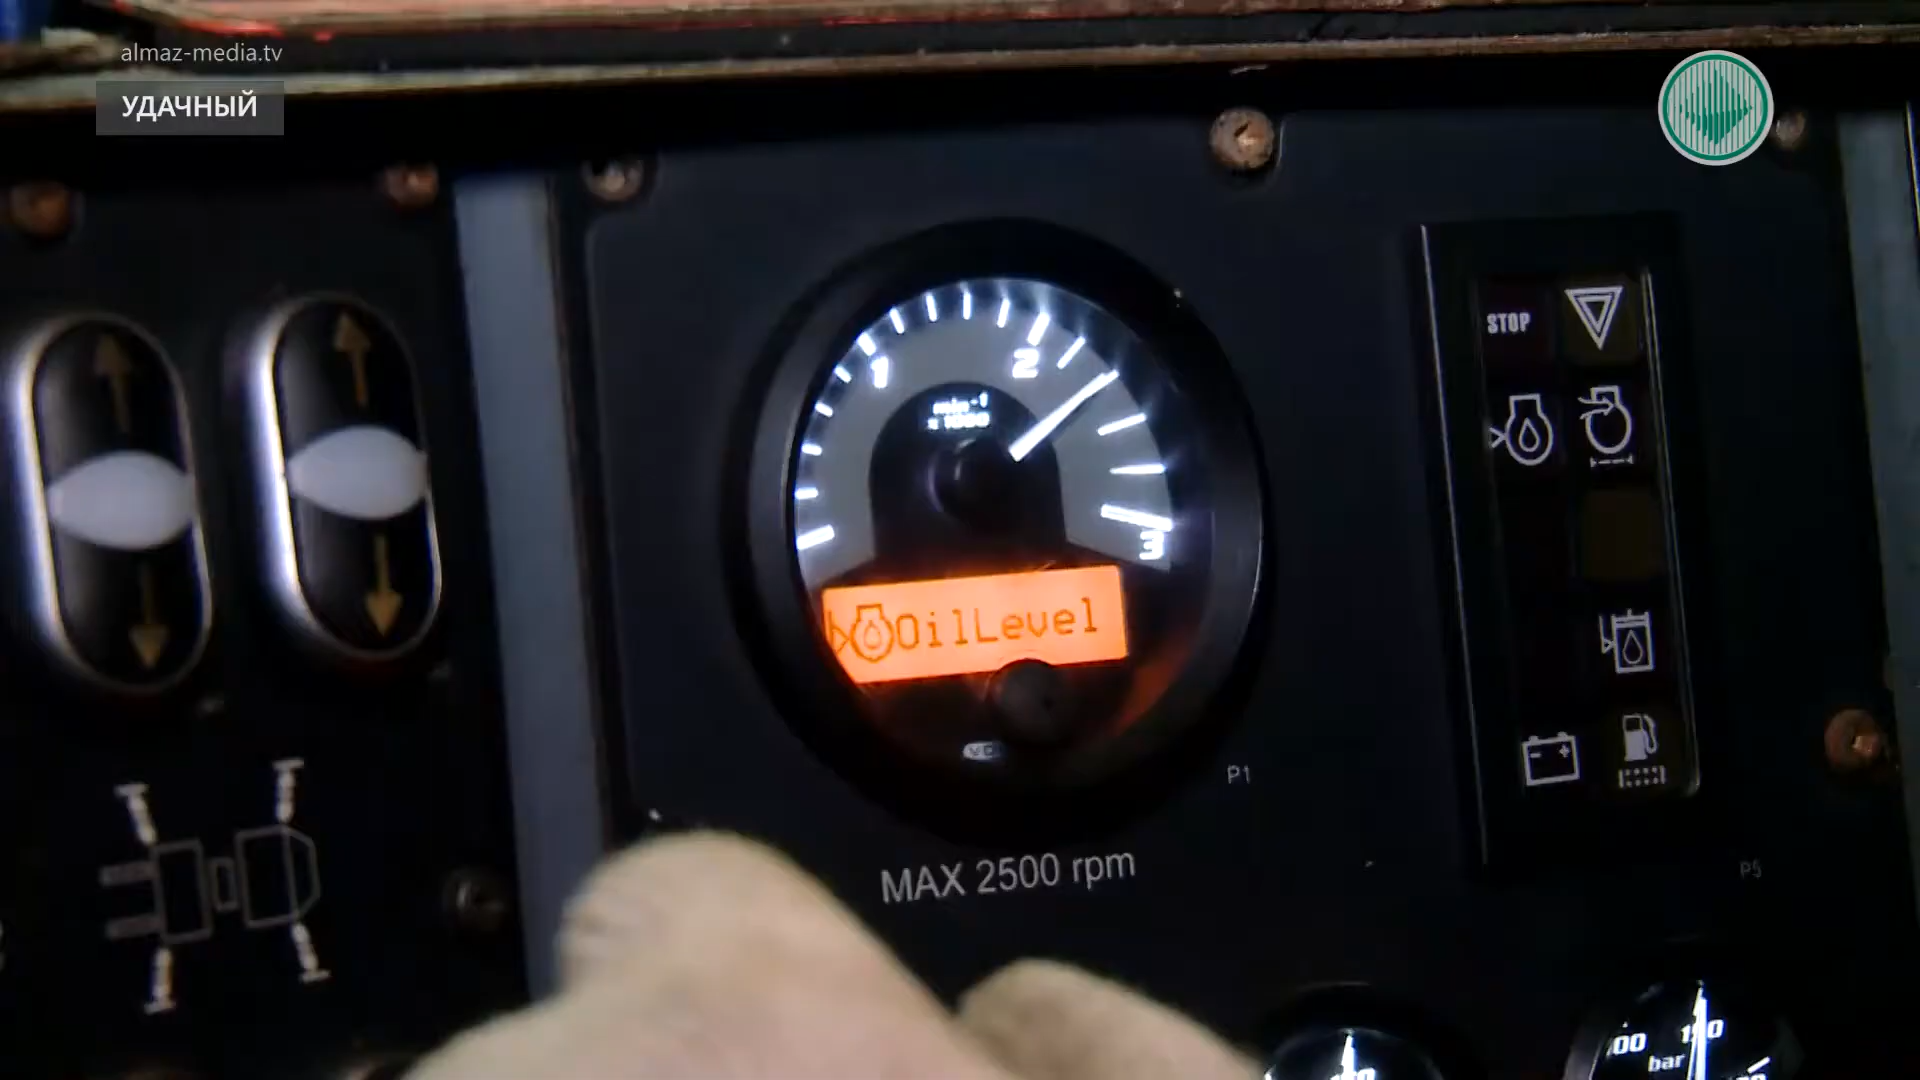 almaz-media.tv
УДАЧНЫЙ
STOP
1
2
3
min-1
x 1000
OilLevel
P1
MAX 2500 rpm
P5
bar